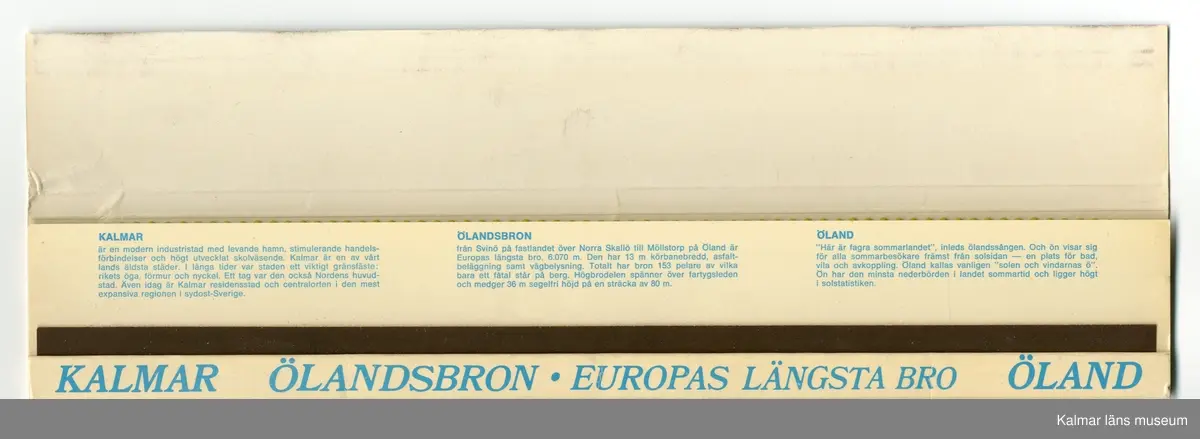 KALMAR
är en modern industristad med levande hamn, stimulerande handels-
förbindelser och högt utvecklat skolväsende. Kalmar är en av vårt
lands äldsta städer. I långa tider var staden ett viktigt gränsfäste:
rikets öga, förmur och nyckel. Ett tag var den också Nordens huvud-
stad. Även idag är Kalmar residensstad och centralorten i den mest
expansiva regionen i sydost-Sverige.
ÖLANDSBRON
från Svinö på fastlandet över Norra Skallö till Möllstorp på Öland är
Europas längsta bro, 6.070 m. Den har 13 m körbanebredd, asfalt-
beläggning samt vägbelysning. Totalt har bron 153 pelare av vilka
bara ett fåtal står på berg. Högbrodelen spänner över fartygsleden
och medger 36 m segelfri höjd på en sträcka av 80 m.
ÖLAND
"Här är fagra sommarlandet", inleds ölandssången. Och ön visar sig
för alla sommarbesökare främst från solsidan — en plats för bad,
vila och avkoppling. Öland kallas vanligen "solen och vindarnas ö".
Ön har den minsta nederbörden i landet sommartid och ligger högt
i solstatistiken.
KALMAR ÖLANDSBRON • EUROPAS LÄNGSTA BRO ÖLAND
Kalmar läns museum